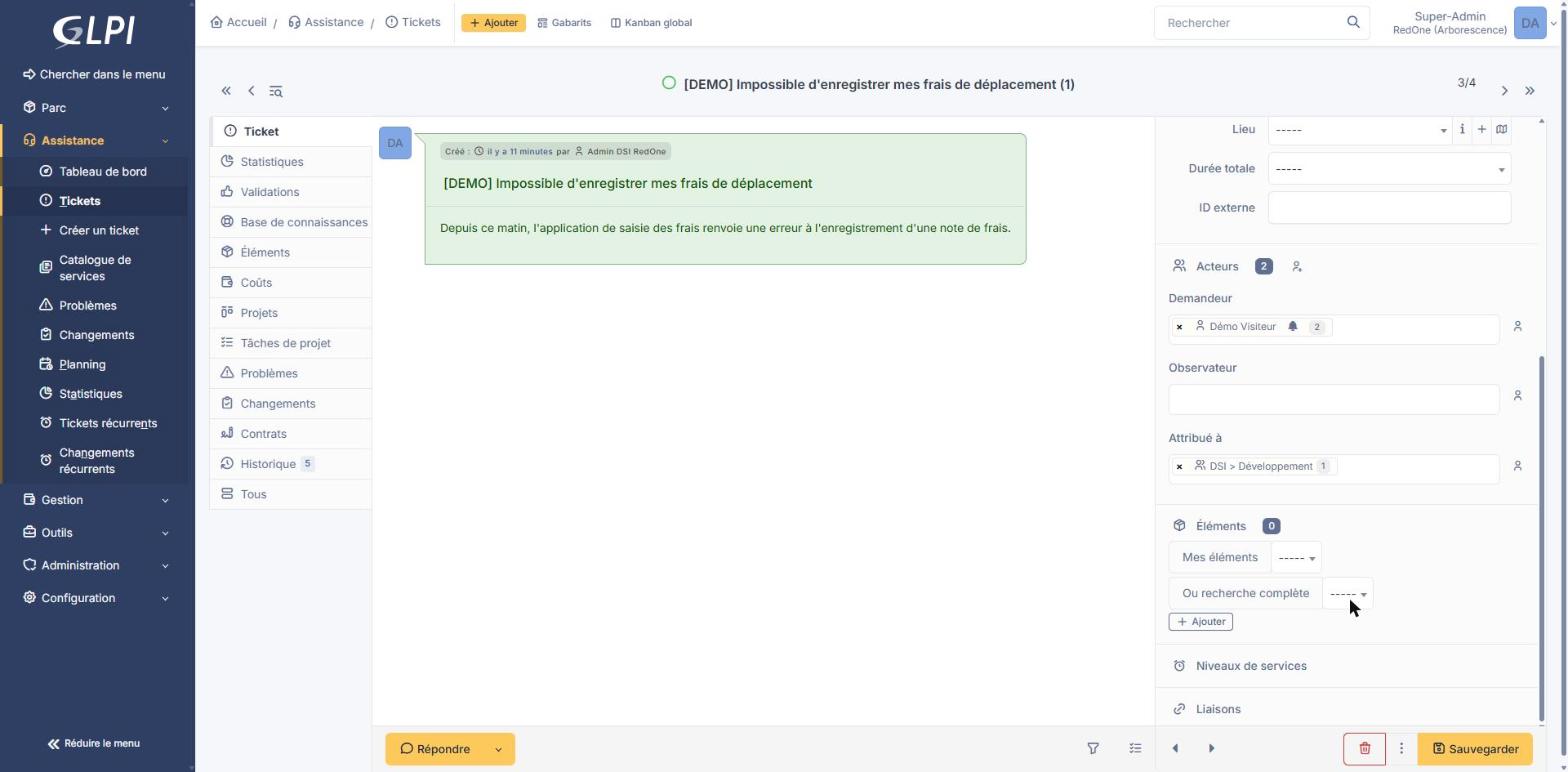 GLPI
Chercher dans le menu
Parc
Assistance
Tableau de bord
Tickets
Créer un ticket
Catalogue de
services
Problèmes
Changements
Planning
Statistiques
Tickets récurrents
Changements
récurrents
Gestion
Outils
Administration
Configuration
Réduire le menu
Accueil / Assistance / Tickets
+ Ajouter
Gabarits
Kanban global
Rechercher
Super-Admin
RedOne (Arborescence)
DA
[DEMO] Impossible d'enregistrer mes frais de déplacement (1)
3/4
Ticket
Statistiques
Validations
Base de connaissances
Éléments
Coûts
Projets
Tâches de projet
Problèmes
Changements
Contrats
Historique 5
Tous
DA
Créé : il y a 11 minutes par Admin DSI RedOne
[DEMO] Impossible d'enregistrer mes frais de déplacement
Depuis ce matin, l'application de saisie des frais renvoie une erreur à l'enregistrement d'une note de frais.
Lieu -----
Durée totale -----
ID externe
Acteurs 2
Demandeur
× Démo Visiteur 2
Observateur
Attribué à
× DSI > Développement 1
Éléments 0
Mes éléments -----
Ou recherche complète -----
+ Ajouter
Niveaux de services
Liaisons
Répondre
Sauvegarder